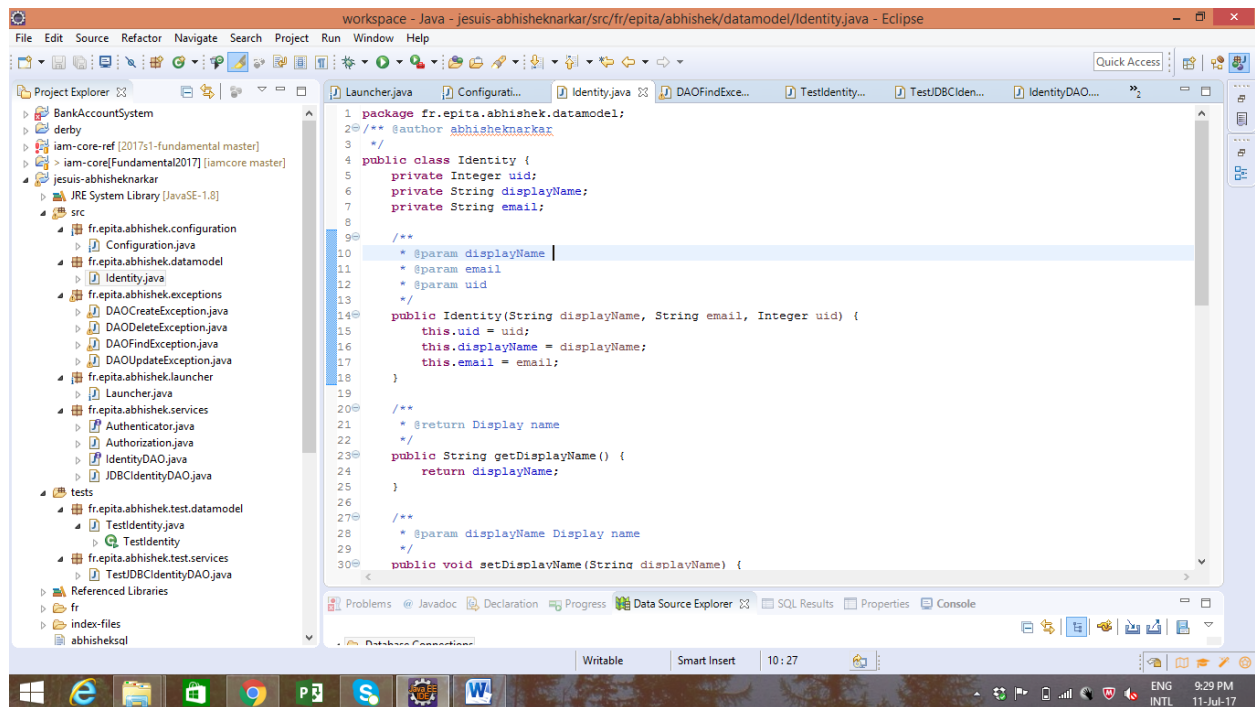 workspace - Java - jesuis-abhisheknarkar/src/fr/epita/abhishek/datamodel/Identity.java - Eclipse
File Edit Source Refactor Navigate Search Project Run Window Help
Quick Access
Project Explorer
BankAccountSystem
derby
iam-core-ref [2017s1-fundamental master]
> iam-core[Fundamental2017] [iamcore master]
jesuis-abhisheknarkar
JRE System Library [JavaSE-1.8]
src
fr.epita.abhishek.configuration
Configuration.java
fr.epita.abhishek.datamodel
Identity.java
fr.epita.abhishek.exceptions
DAOCreateException.java
DAODeleteException.java
DAOFindException.java
DAOUpdateException.java
fr.epita.abhishek.launcher
Launcher.java
fr.epita.abhishek.services
Authenticator.java
Authorization.java
IdentityDAO.java
JDBCIdentityDAO.java
tests
fr.epita.abhishek.test.datamodel
TestIdentity.java
TestIdentity
fr.epita.abhishek.test.services
TestJDBCIdentityDAO.java
Referenced Libraries
fr
index-files
abhisheksql
Launcher.java Configurati... Identity.java DAOFindExce... TestIdentity... TestJDBCIden... IdentityDAO.... »2
1 package fr.epita.abhishek.datamodel;
2 /** @author abhisheknarkar
3 */
4 public class Identity {
5 private Integer uid;
6 private String displayName;
7 private String email;
8
9 /**
10 * @param displayName
11 * @param email
12 * @param uid
13 */
14 public Identity(String displayName, String email, Integer uid) {
15 this.uid = uid;
16 this.displayName = displayName;
17 this.email = email;
18 }
19
20 /**
21 * @return Display name
22 */
23 public String getDisplayName() {
24 return displayName;
25 }
26
27 /**
28 * @param displayName Display name
29 */
30 public void setDisplayName(String displayName) {
Problems @ Javadoc Declaration Progress Data Source Explorer SQL Results Properties Console
Database Connections
Writable Smart Insert 10 : 27
ENG 9:29 PM
INTL 11-Jul-17